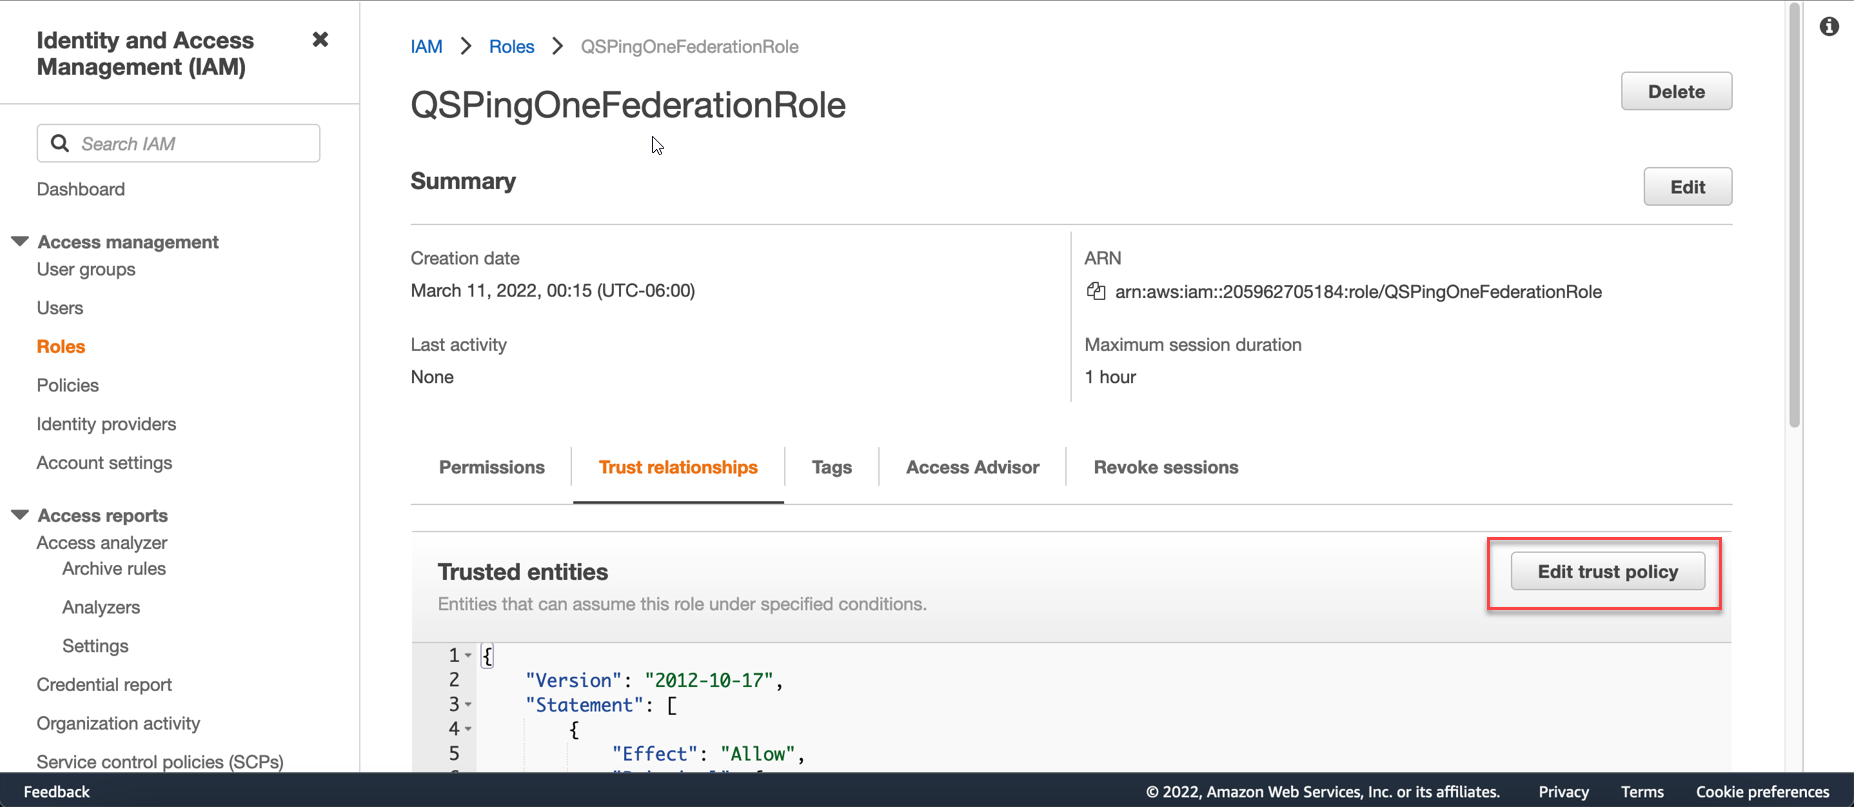 Identity and Access
Management (IAM)
Search IAM
Dashboard
Access management
User groups
Users
Roles
Policies
Identity providers
Account settings
Access reports
Access analyzer
Archive rules
Analyzers
Settings
Credential report
Organization activity
Service control policies (SCPs)
IAM > Roles > QSPingOneFederationRole
QSPingOneFederationRole
Delete
Summary
Edit
Creation date
March 11, 2022, 00:15 (UTC-06:00)
ARN
arn:aws:iam::205962705184:role/QSPingOneFederationRole
Last activity
None
Maximum session duration
1 hour
Permissions
Trust relationships
Tags
Access Advisor
Revoke sessions
Trusted entities
Edit trust policy
Entities that can assume this role under specified conditions.
1 {
2 "Version": "2012-10-17",
3 "Statement": [
4 {
5 "Effect": "Allow",
Feedback
© 2022, Amazon Web Services, Inc. or its affiliates.
Privacy
Terms
Cookie preferences